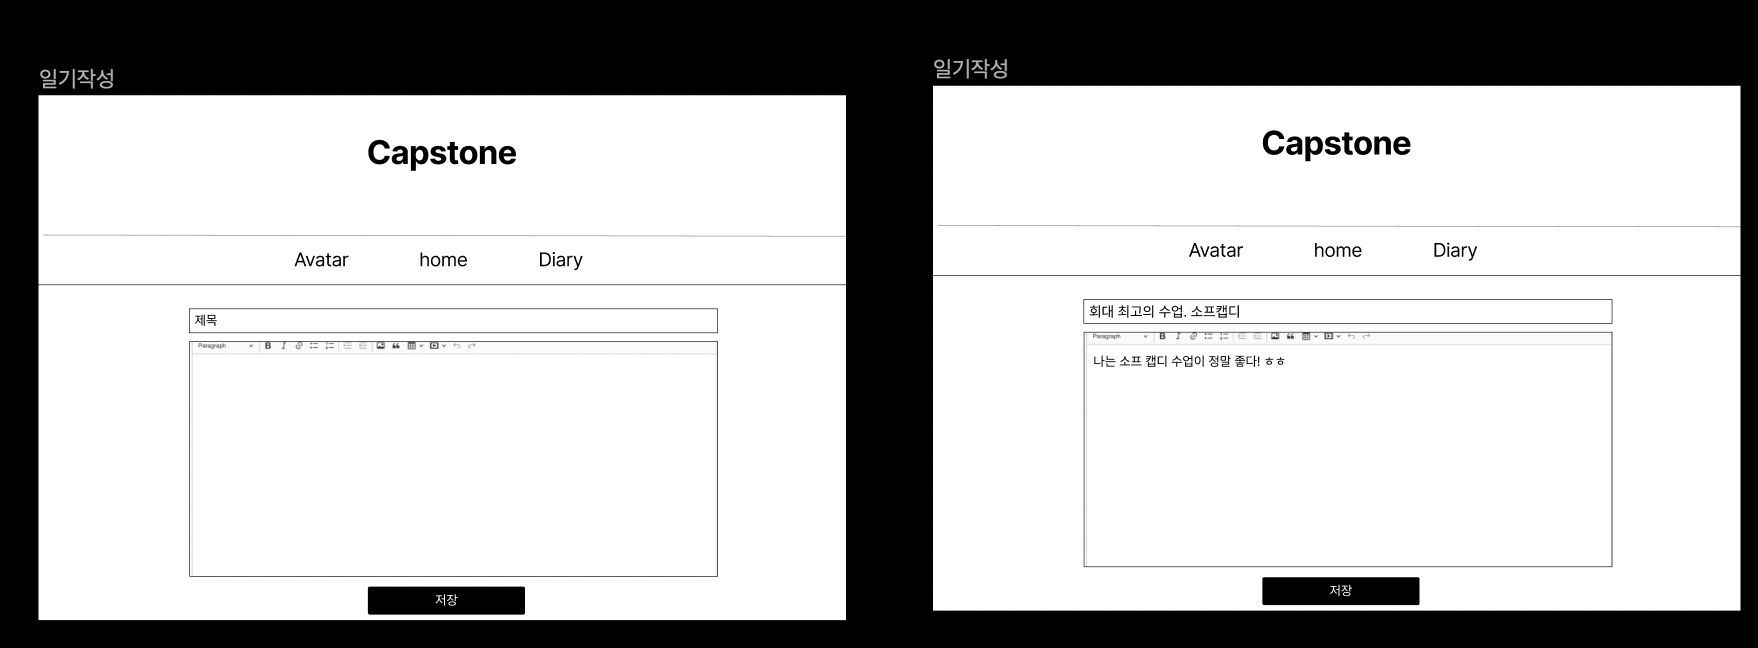 일기작성
Capstone
Avatar home Diary
제목
Paragraph B I
저장
일기작성
Capstone
Avatar home Diary
회대 최고의 수업. 소프캡디
Paragraph B I
나는 소프 캡디 수업이 정말 좋다! ㅎㅎ
저장